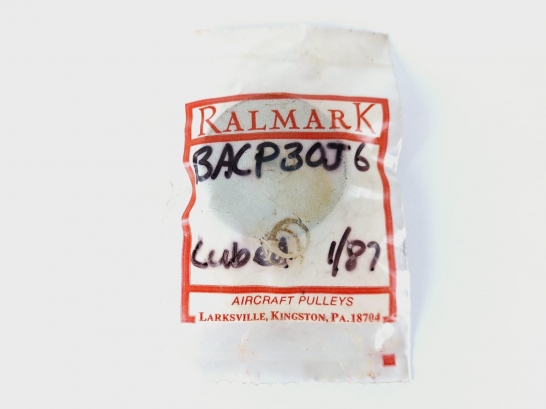 RALMARK
BACP30J6
Lubed 1/87
AIRCRAFT PULLEYS
LARKSVILLE, KINGSTON, PA. 18704